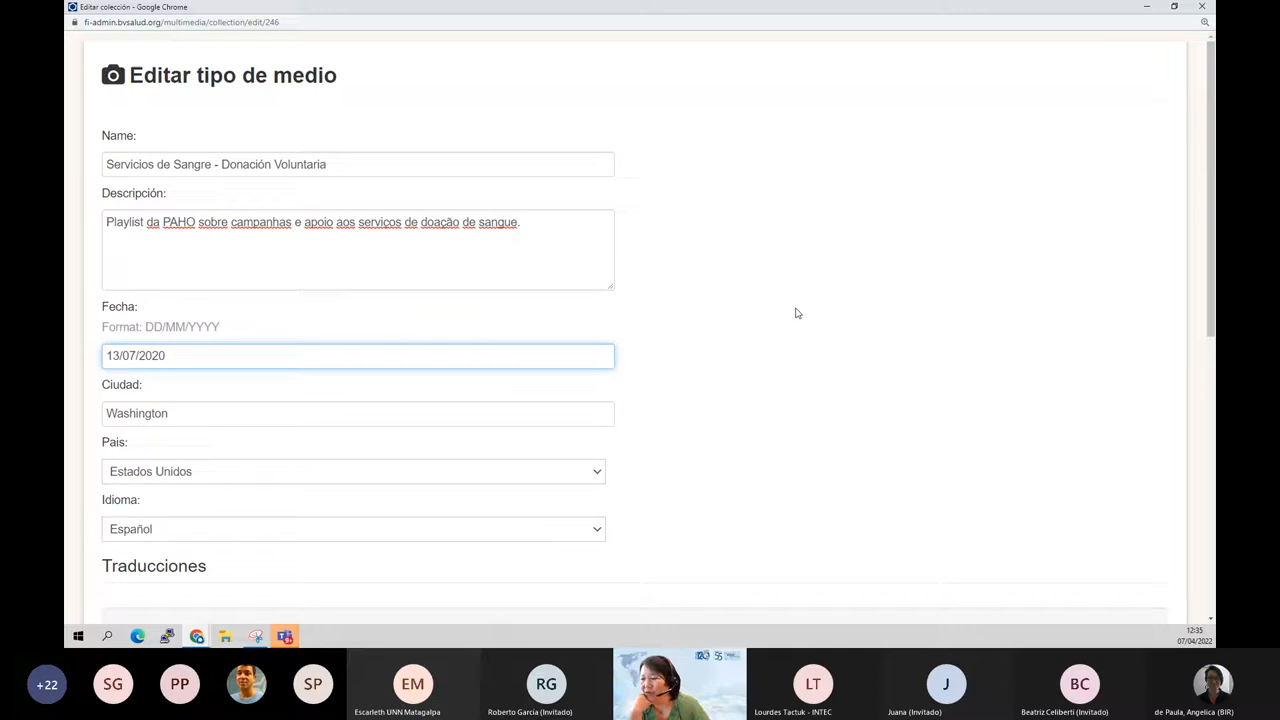 Editar colección - Google Chrome
fi-admin.bvsalud.org/multimedia/collection/edit/246
Editar tipo de medio
Name:
Servicios de Sangre - Donación Voluntaria
Descripción:
Playlist da PAHO sobre campanhas e apoio aos serviços de doação de sangue.
Fecha:
Format: DD/MM/YYYY
13/07/2020
Ciudad:
Washington
Pais:
Estados Unidos
Idioma:
Español
Traducciones
12:35
07/04/2022
+22
SG
PP
SP
EM
RG
LT
J
BC
Escarleth UNN Matagalpa
Roberto García (Invitado)
Lourdes Tactuk - INTEC
Juana (Invitado)
Beatriz Celiberti (Invitado)
de Paula, Angelica (BIR)